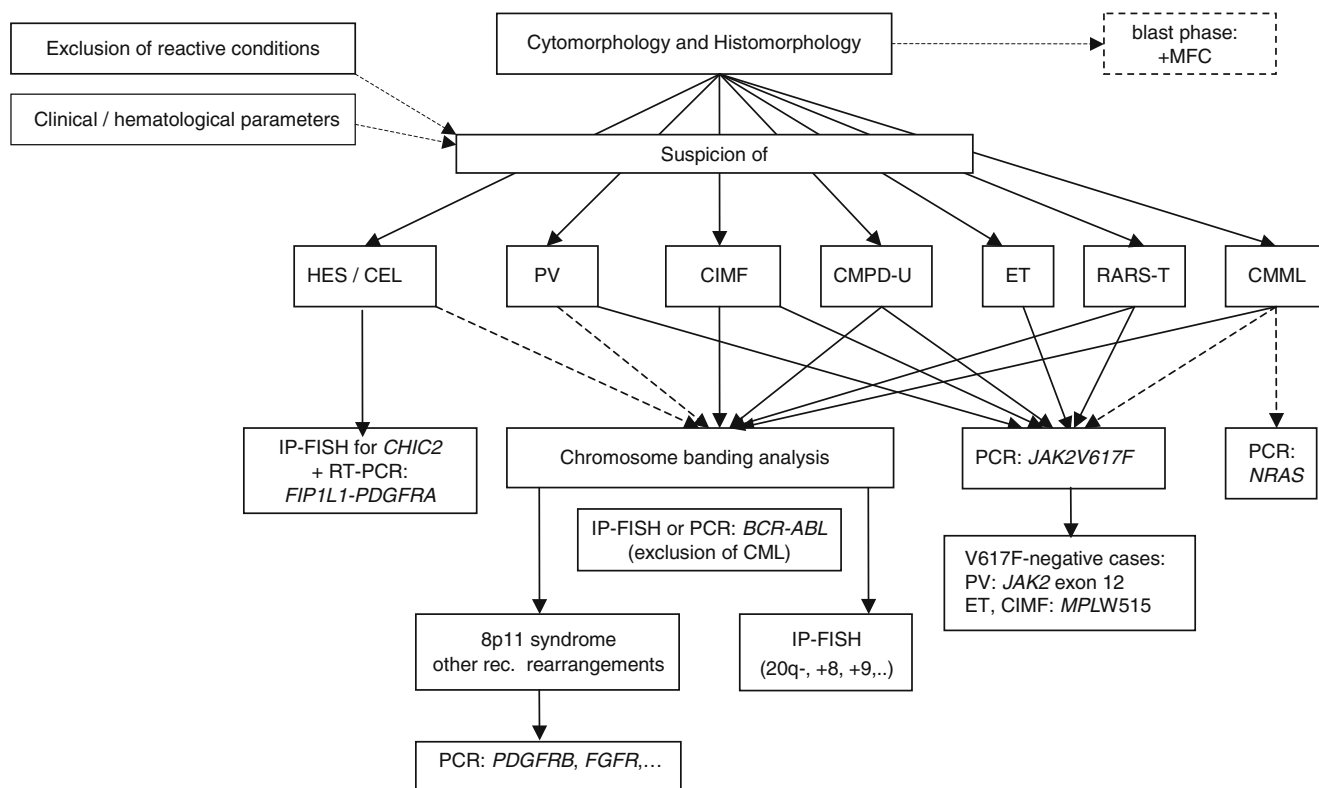 Exclusion of reactive conditions
Cytomorphology and Histomorphology
blast phase:
+MFC
Clinical / hematological parameters
Suspicion of
HES / CEL
PV
CIMF
CMPD-U
ET
RARS-T
CMML
IP-FISH for CHIC2
+ RT-PCR:
FIP1L1-PDGFRA
Chromosome banding analysis
PCR: JAK2V617F
PCR:
NRAS
IP-FISH or PCR: BCR-ABL
(exclusion of CML)
V617F-negative cases:
PV: JAK2 exon 12
ET, CIMF: MPLW515
8p11 syndrome
other rec. rearrangements
IP-FISH
(20q-, +8, +9,..)
PCR: PDGFRB, FGFR,...